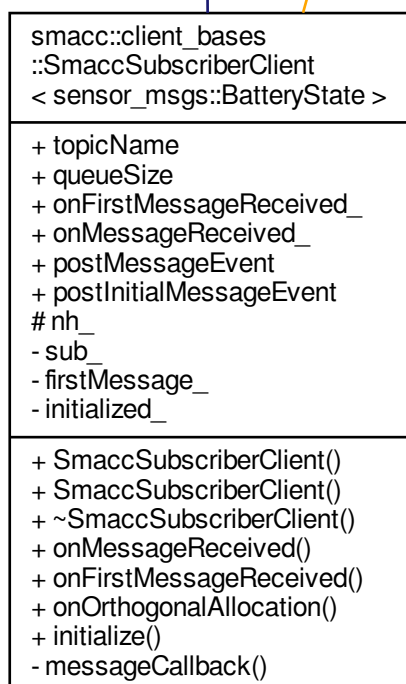 smacc::client_bases
::SmaccSubscriberClient
< sensor_msgs::BatteryState >
+ topicName
+ queueSize
+ onFirstMessageReceived_
+ onMessageReceived_
+ postMessageEvent
+ postInitialMessageEvent
# nh_
- sub_
- firstMessage_
- initialized_
+ SmaccSubscriberClient()
+ SmaccSubscriberClient()
+ ~SmaccSubscriberClient()
+ onMessageReceived()
+ onFirstMessageReceived()
+ onOrthogonalAllocation()
+ initialize()
- messageCallback()